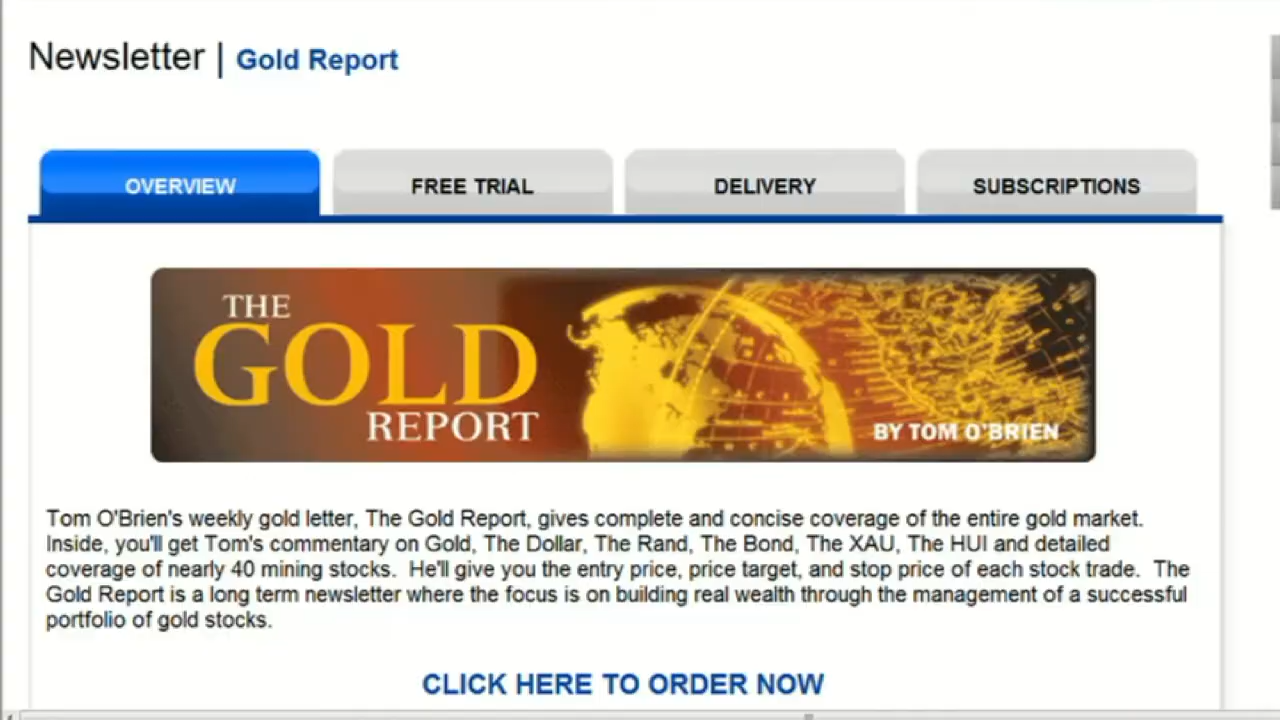 Newsletter | Gold Report
OVERVIEW
FREE TRIAL
DELIVERY
SUBSCRIPTIONS
THE
GOLD
REPORT
BY TOM O'BRIEN
Tom O'Brien's weekly gold letter, The Gold Report, gives complete and concise coverage of the entire gold market.
Inside, you'll get Tom's commentary on Gold, The Dollar, The Rand, The Bond, The XAU, The HUI and detailed
coverage of nearly 40 mining stocks.  He'll give you the entry price, price target, and stop price of each stock trade.  The
Gold Report is a long term newsletter where the focus is on building real wealth through the management of a successful
portfolio of gold stocks.
CLICK HERE TO ORDER NOW